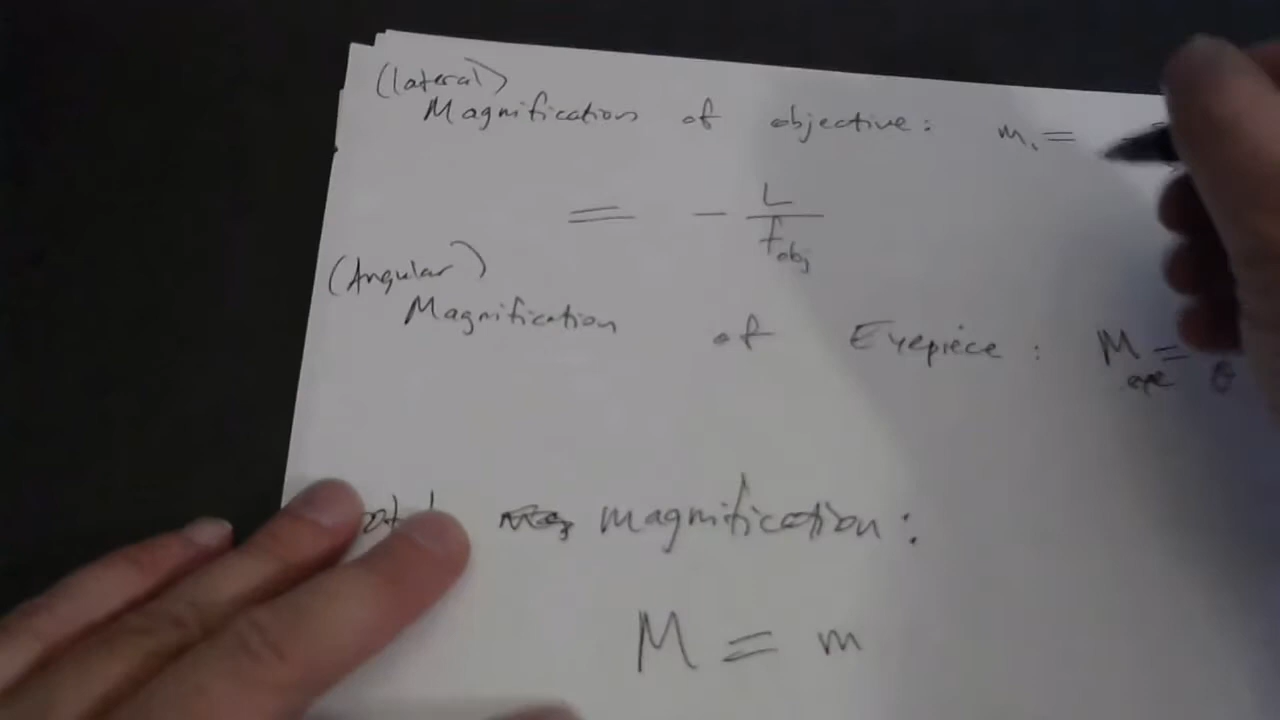 (lateral)
Magnification of objective: m₁ =
= - L / f_obj
(Angular)
Magnification of Eyepiece: M_eye = θ
magnification:
M = m